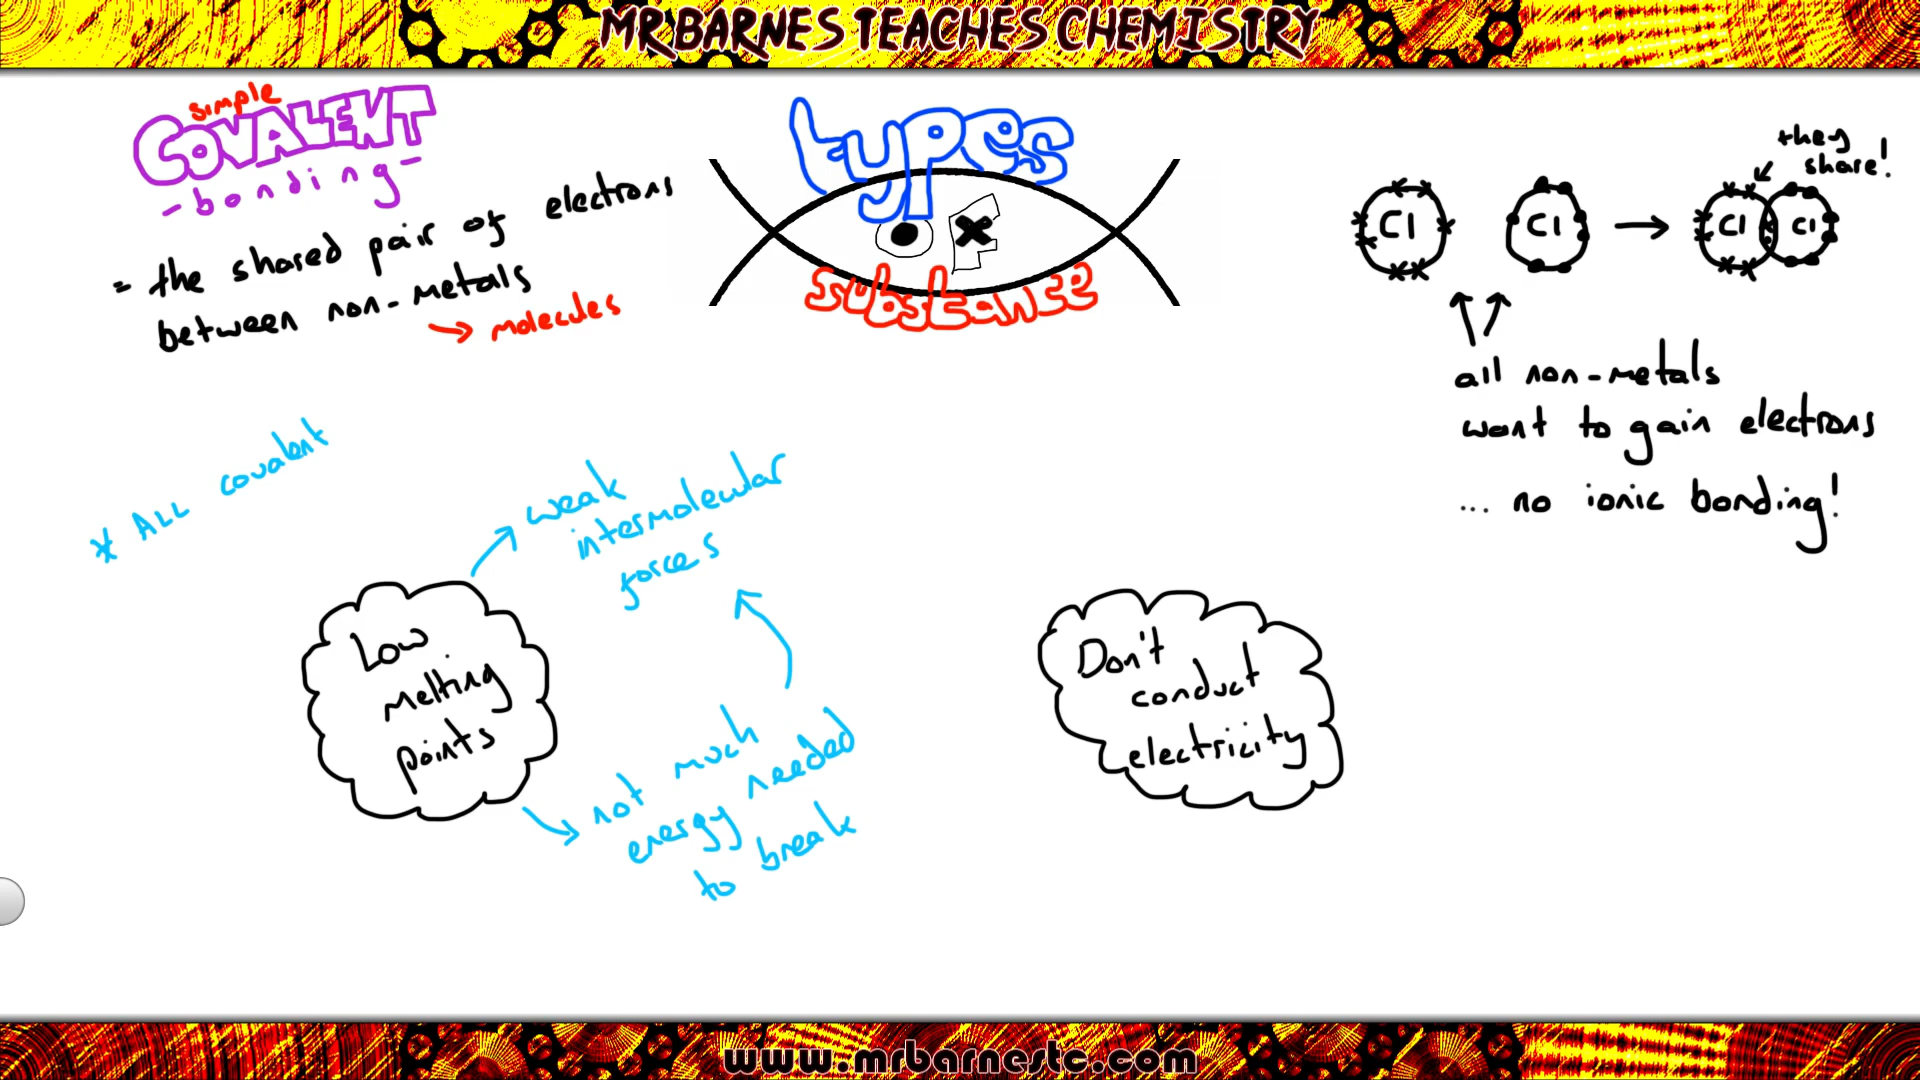 MRBARNES TEACHES CHEMISTRY
simple
COVALENT
-bonding-
= the shared pair of electrons
between non-metals
→ molecules
types
of
substance
they
share!
Cl Cl → Cl Cl
all non-metals
want to gain electrons
... no ionic bonding!
* ALL covalent
weak
intermolecular
forces
Low
melting
points
not much
energy needed
to break
Don't
conduct
electricity
www.mrbarnestc.com